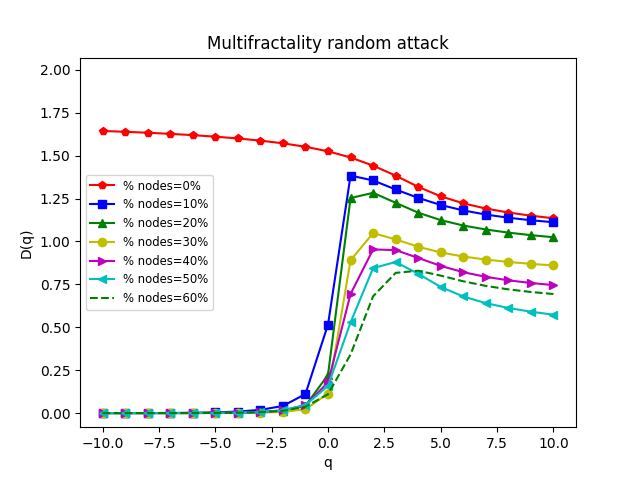 Multifractality random attack
D(q)
2.00
1.75
1.50
1.25
1.00
0.75
0.50
0.25
0.00
% nodes=0%
% nodes=10%
% nodes=20%
% nodes=30%
% nodes=40%
% nodes=50%
% nodes=60%
−10.0 −7.5 −5.0 −2.5 0.0 2.5 5.0 7.5 10.0
q